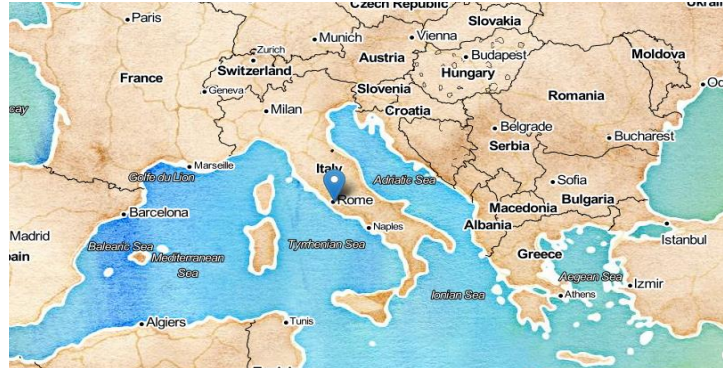 Czech Republic
Paris
Slovakia
Munich
Vienna
Zurich
Budapest
Moldova
Austria
Switzerland
Hungary
France
Geneva
Slovenia
Romania
Milan
Croatia
Belgrade
Bucharest
Serbia
Marseille
Italy
Golfe du Lion
Adriatic Sea
Sofia
Rome
Macedonia
Bulgaria
Barcelona
Naples
Albania
Madrid
Istanbul
Balearic Sea
Tyrrhenian Sea
Mediterranean
Sea
Greece
Aegean Sea
Izmir
Ionian Sea
Athens
Algiers
Tunis